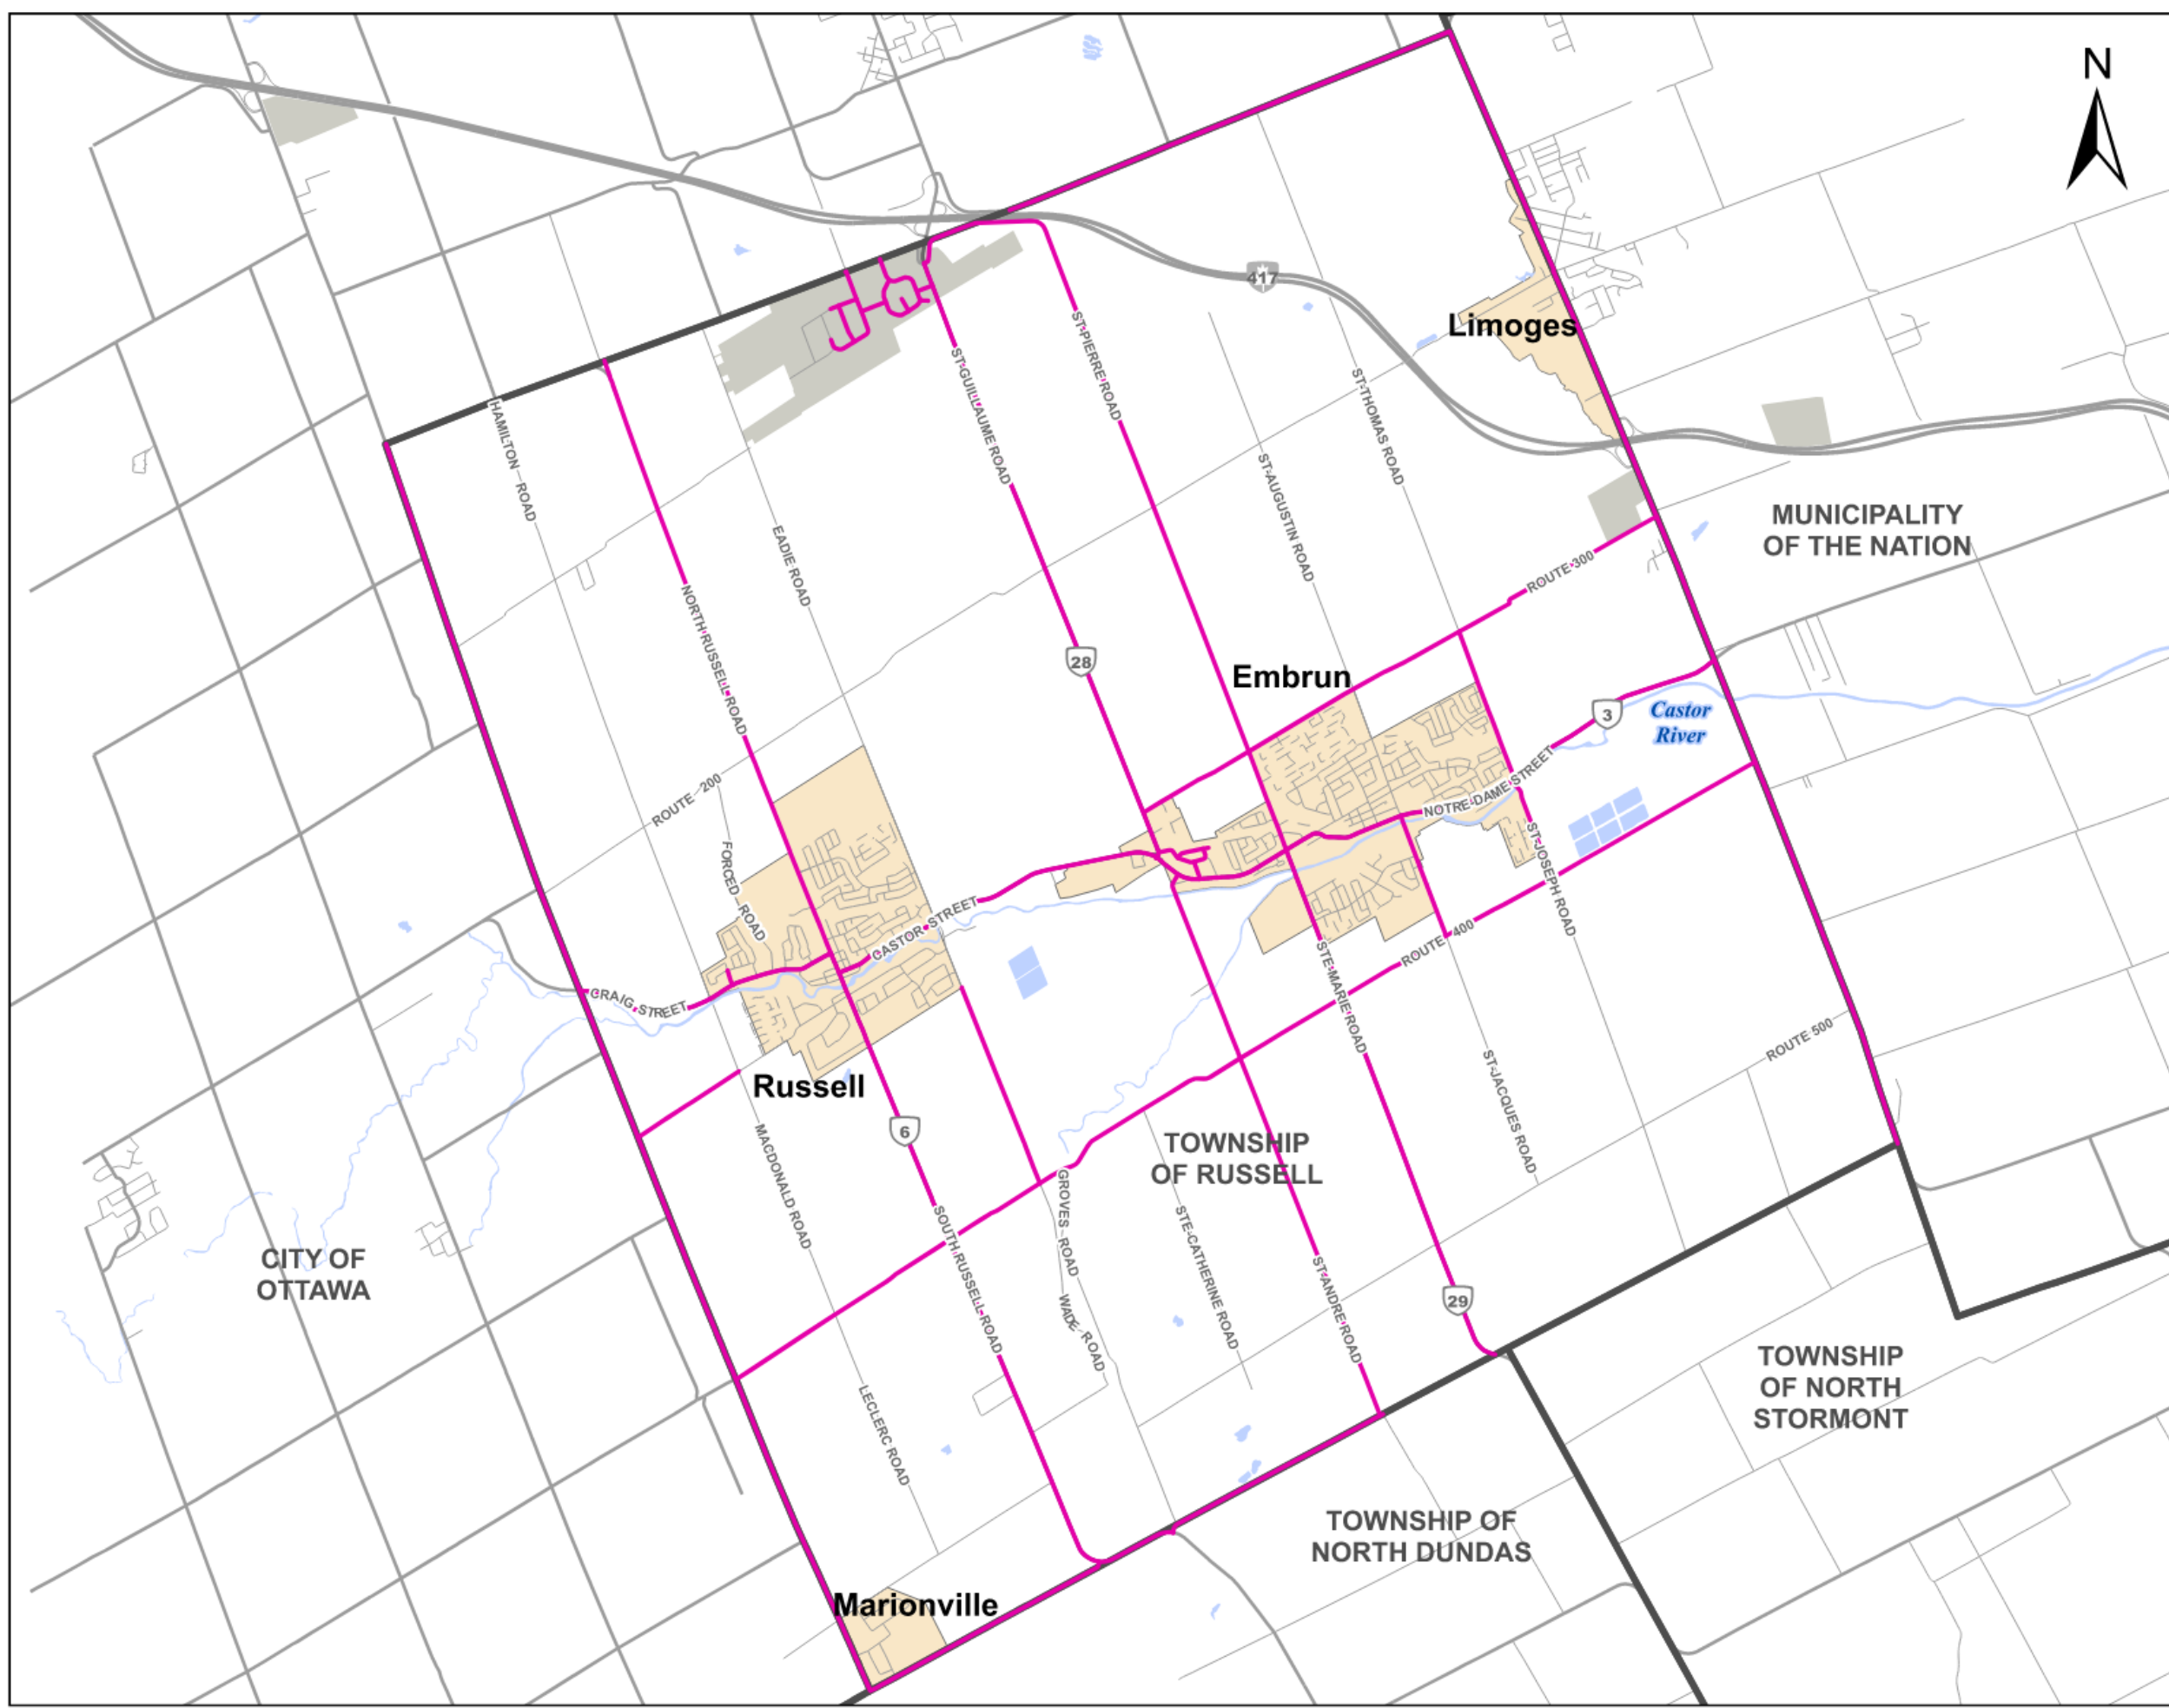 N
417
Limoges
HAMILTON ROAD
ST-GUILLAUME ROAD
ST-PIERRE ROAD
ST-THOMAS ROAD
ST-AUGUSTIN ROAD
EADIE ROAD
MUNICIPALITY
OF THE NATION
ROUTE 300
NORTH RUSSELL ROAD
28
Embrun
3
Castor
River
ROUTE 200
NOTRE-DAME STREET
FORCED ROAD
ST-JOSEPH ROAD
CASTOR STREET
CRAIG STREET
ROUTE 400
STE-MARIE ROAD
ROUTE 500
Russell
6
MACDONALD ROAD
TOWNSHIP
OF RUSSELL
ST-JACQUES ROAD
GROVES ROAD
STE-CATHERINE ROAD
SOUTH RUSSELL ROAD
CITY OF
OTTAWA
WADE ROAD
ST-ANDRE ROAD
29
LECLERC ROAD
TOWNSHIP
OF NORTH
STORMONT
TOWNSHIP OF
NORTH DUNDAS
Marionville